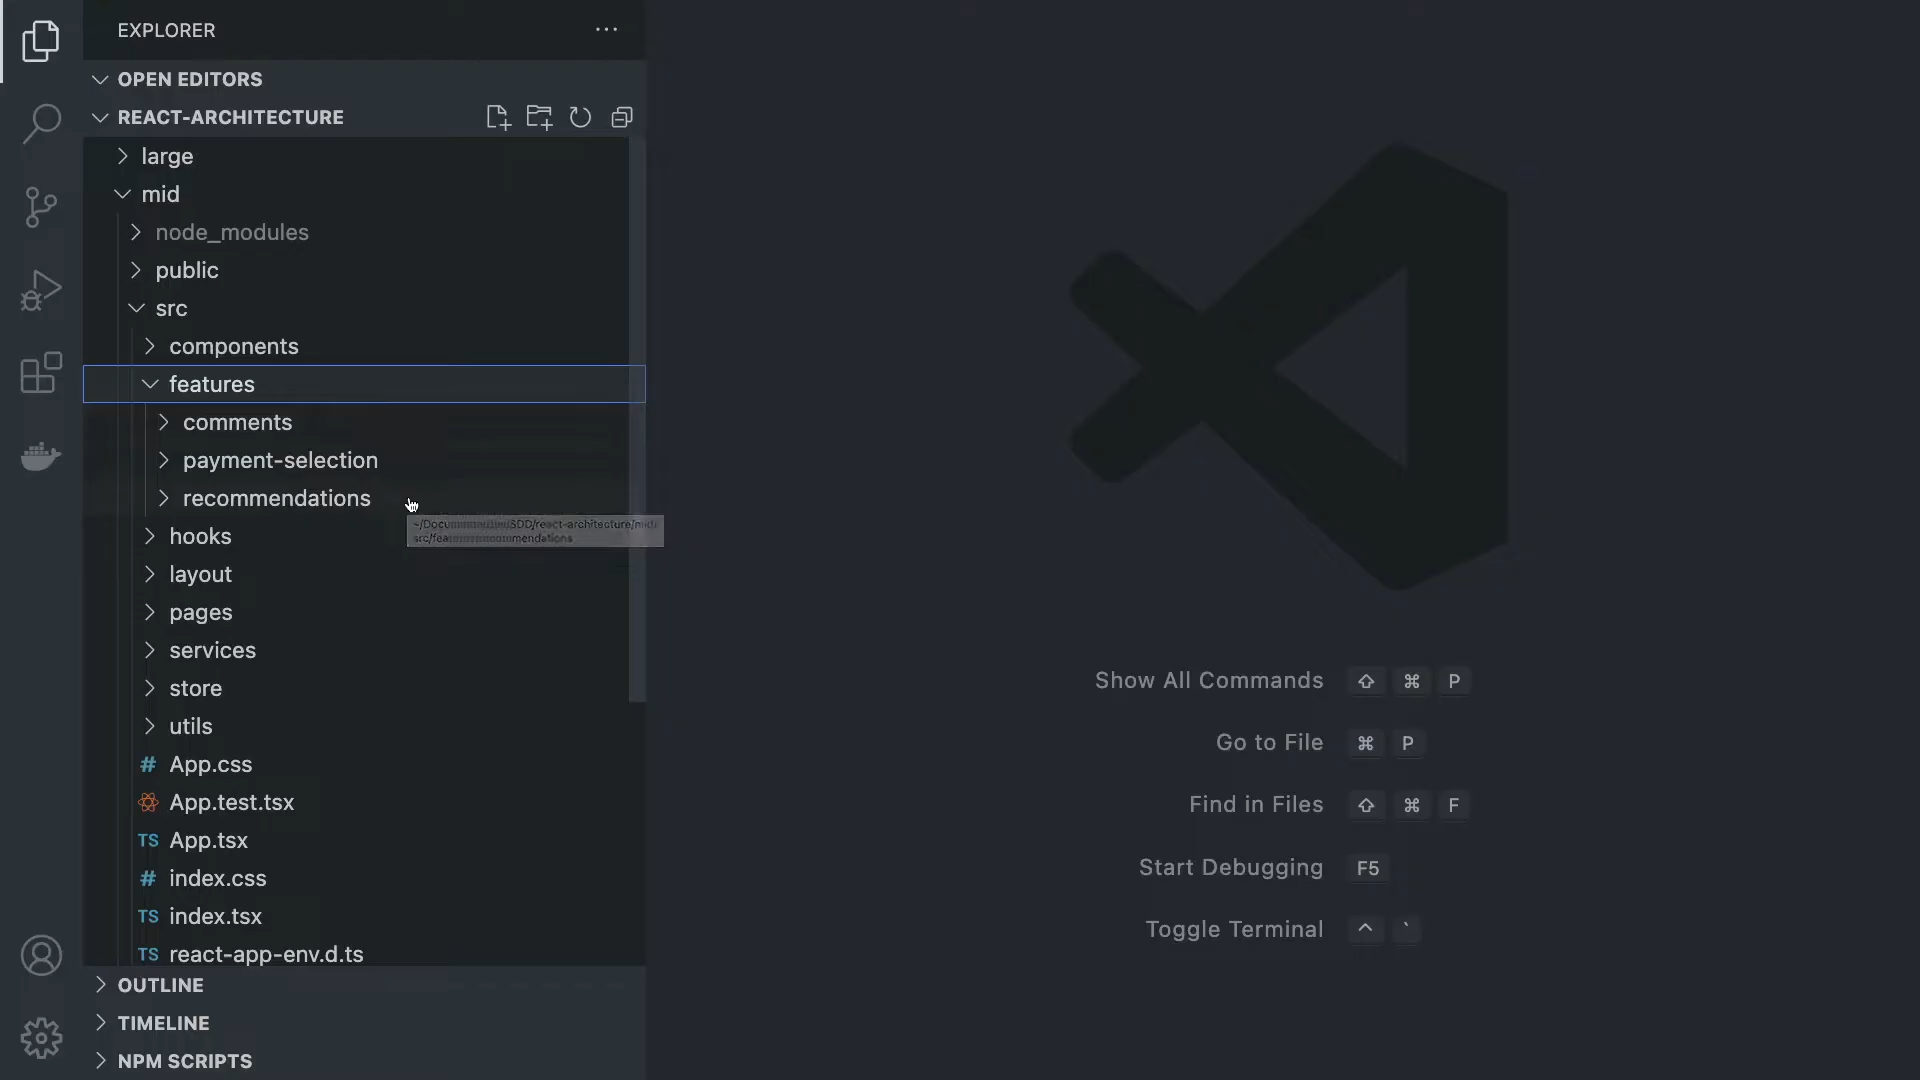 EXPLORER
OPEN EDITORS
REACT-ARCHITECTURE
large
mid
node_modules
public
src
components
features
comments
payment-selection
recommendations
hooks
layout
pages
services
store
utils
# App.css
App.test.tsx
TS App.tsx
# index.css
TS index.tsx
TS react-app-env.d.ts
OUTLINE
TIMELINE
NPM SCRIPTS
Show All Commands ⇧ ⌘ P
Go to File ⌘ P
Find in Files ⇧ ⌘ F
Start Debugging F5
Toggle Terminal ^ `